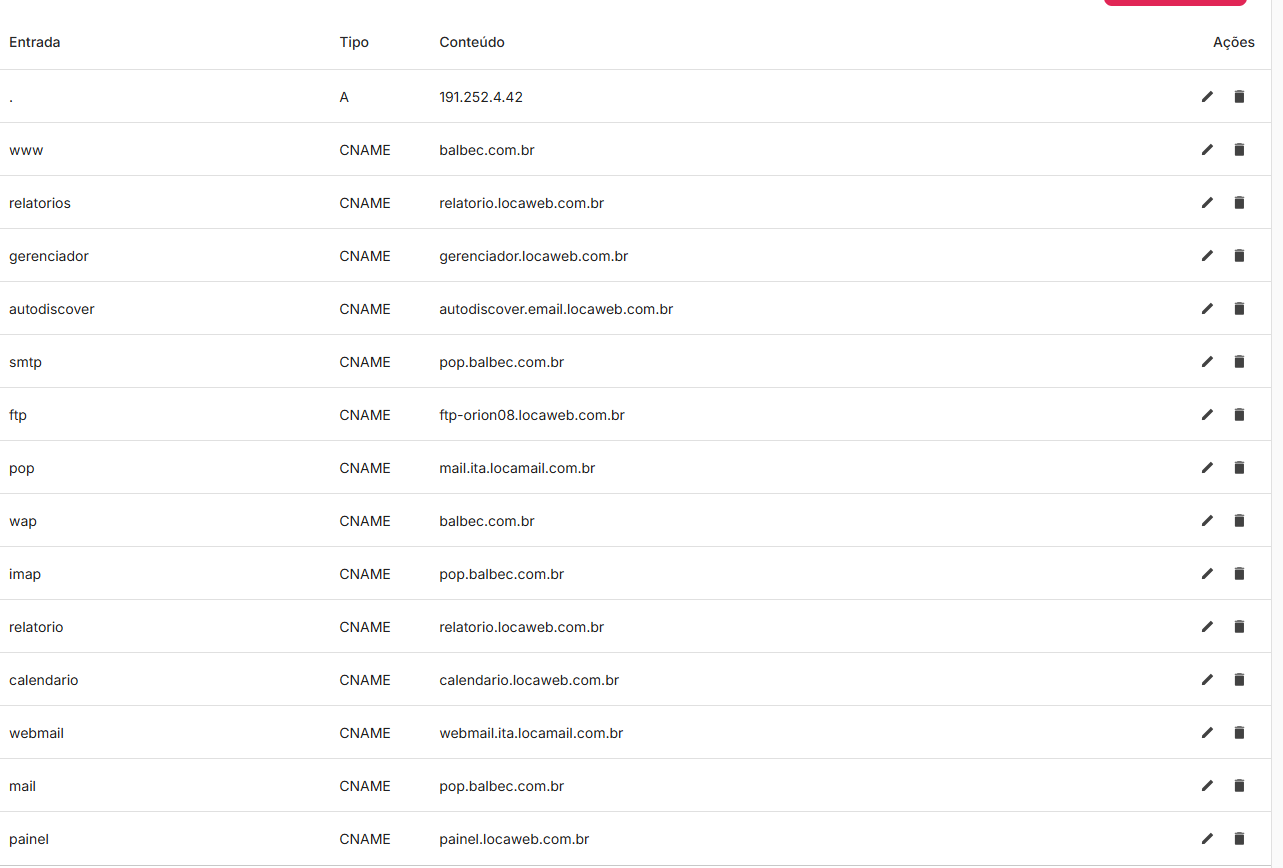 Entrada Tipo Conteúdo Ações
. A 191.252.4.42
www CNAME balbec.com.br
relatorios CNAME relatorio.locaweb.com.br
gerenciador CNAME gerenciador.locaweb.com.br
autodiscover CNAME autodiscover.email.locaweb.com.br
smtp CNAME pop.balbec.com.br
ftp CNAME ftp-orion08.locaweb.com.br
pop CNAME mail.ita.locamail.com.br
wap CNAME balbec.com.br
imap CNAME pop.balbec.com.br
relatorio CNAME relatorio.locaweb.com.br
calendario CNAME calendario.locaweb.com.br
webmail CNAME webmail.ita.locamail.com.br
mail CNAME pop.balbec.com.br
painel CNAME painel.locaweb.com.br